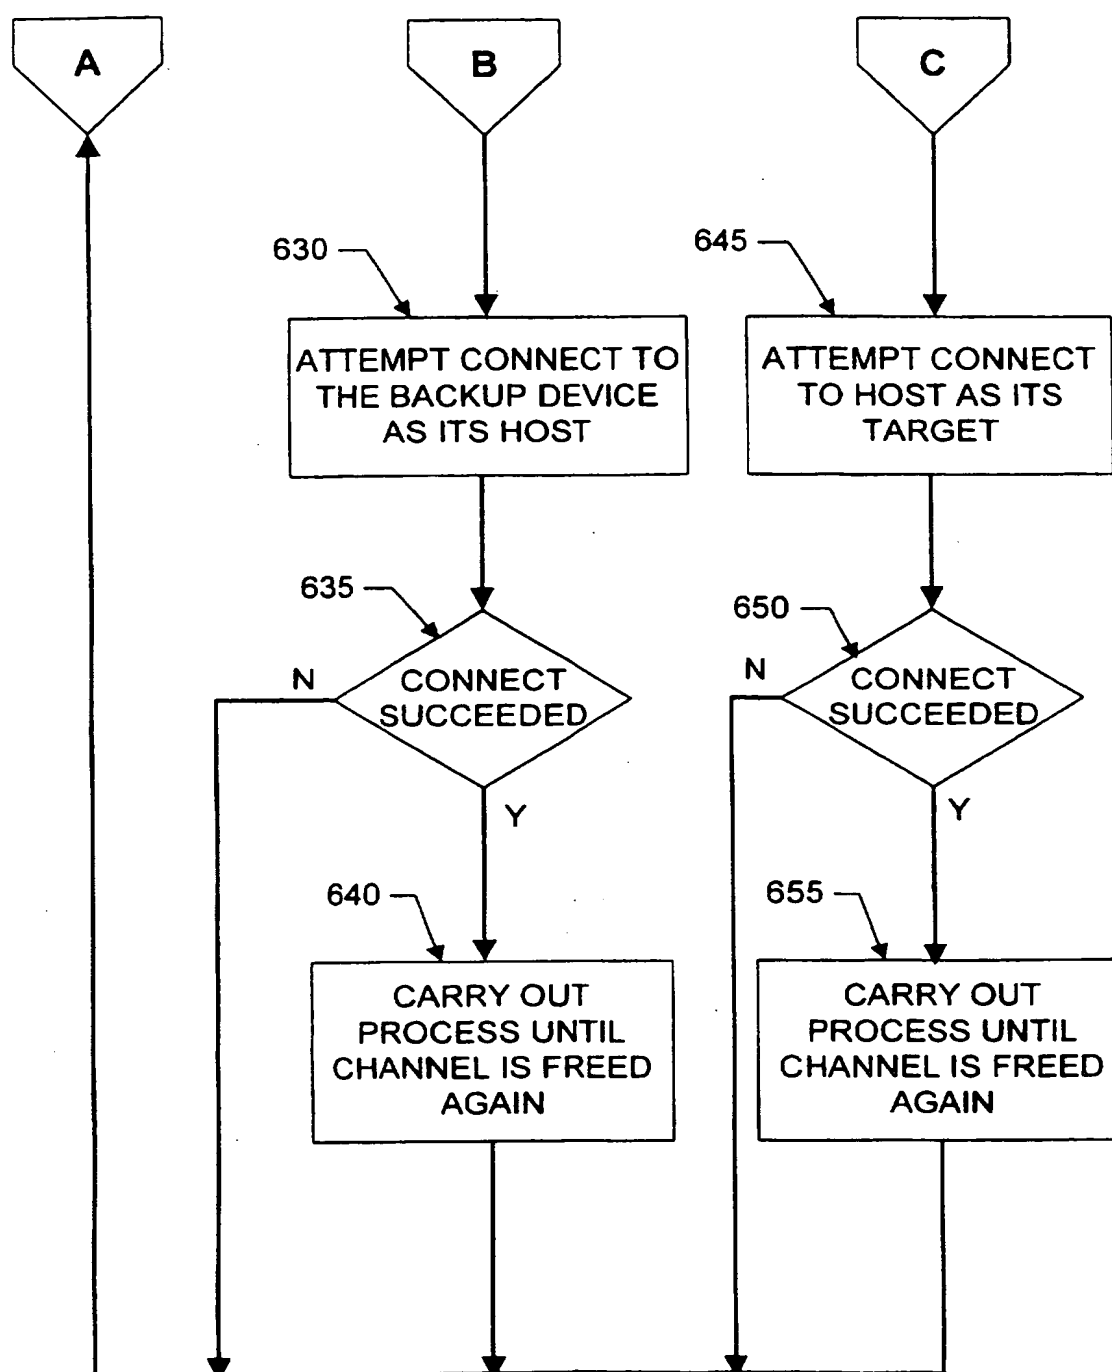 A
B
C
630
645
ATTEMPT CONNECT TO
THE BACKUP DEVICE
AS ITS HOST
ATTEMPT CONNECT
TO HOST AS ITS
TARGET
635
650
N
CONNECT
SUCCEEDED
N
CONNECT
SUCCEEDED
Y
Y
640
655
CARRY OUT
PROCESS UNTIL
CHANNEL IS FREED
AGAIN
CARRY OUT
PROCESS UNTIL
CHANNEL IS FREED
AGAIN